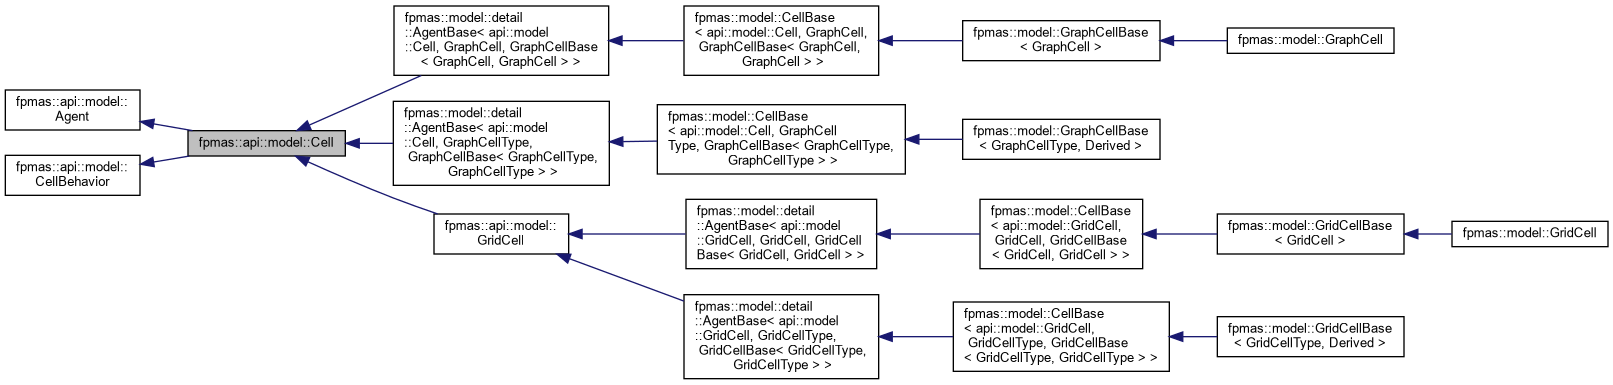 fpmas::api::model::
Agent
fpmas::api::model::
CellBehavior
fpmas::api::model::Cell
fpmas::model::detail
::AgentBase< api::model
::Cell, GraphCell, GraphCellBase
< GraphCell, GraphCell > >
fpmas::model::CellBase
< api::model::Cell, GraphCell,
GraphCellBase< GraphCell,
GraphCell > >
fpmas::model::GraphCellBase
< GraphCell >
fpmas::model::GraphCell
fpmas::model::detail
::AgentBase< api::model
::Cell, GraphCellType,
GraphCellBase< GraphCellType,
GraphCellType > >
fpmas::model::CellBase
< api::model::Cell, GraphCell
Type, GraphCellBase< GraphCellType,
GraphCellType > >
fpmas::model::GraphCellBase
< GraphCellType, Derived >
fpmas::api::model::
GridCell
fpmas::model::detail
::AgentBase< api::model
::GridCell, GridCell, GridCell
Base< GridCell, GridCell > >
fpmas::model::CellBase
< api::model::GridCell,
GridCell, GridCellBase
< GridCell, GridCell > >
fpmas::model::GridCellBase
< GridCell >
fpmas::model::GridCell
fpmas::model::detail
::AgentBase< api::model
::GridCell, GridCellType,
GridCellBase< GridCellType,
GridCellType > >
fpmas::model::CellBase
< api::model::GridCell,
GridCellType, GridCellBase
< GridCellType, GridCellType > >
fpmas::model::GridCellBase
< GridCellType, Derived >